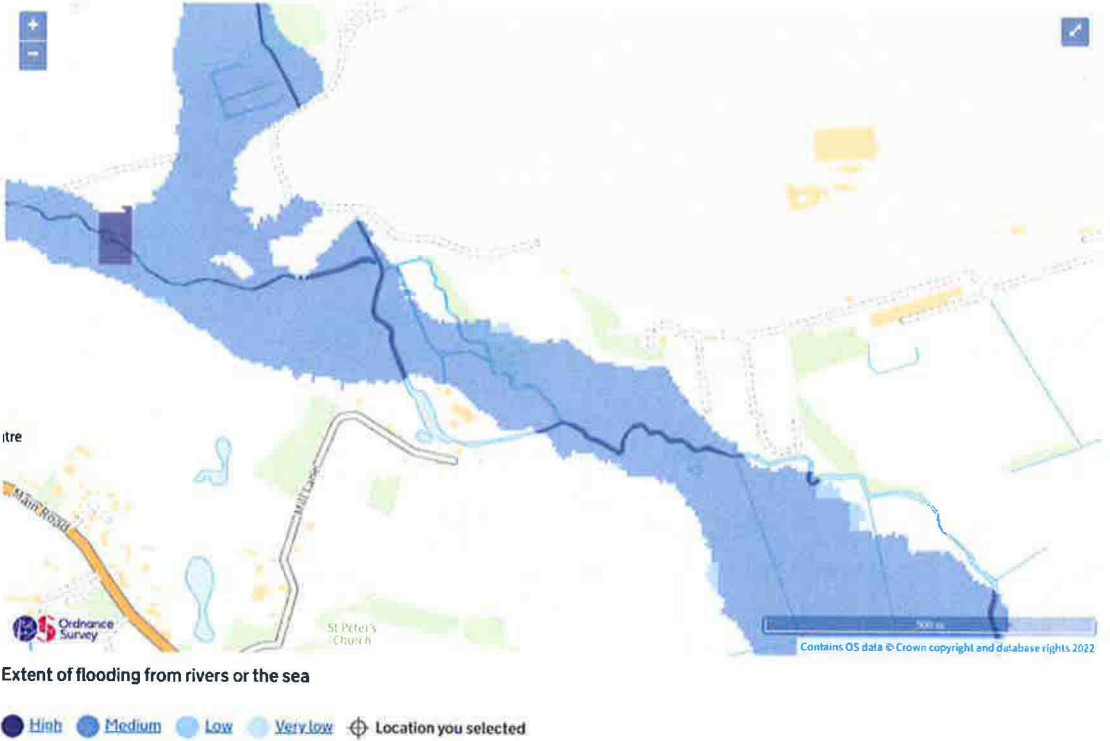 +
−
tre
Main Road
Mill Lane
St Peter's
Church
Ordnance
Survey
500 m
Contains OS data © Crown copyright and database rights 2022
Extent of flooding from rivers or the sea
High Medium Low Very low Location you selected